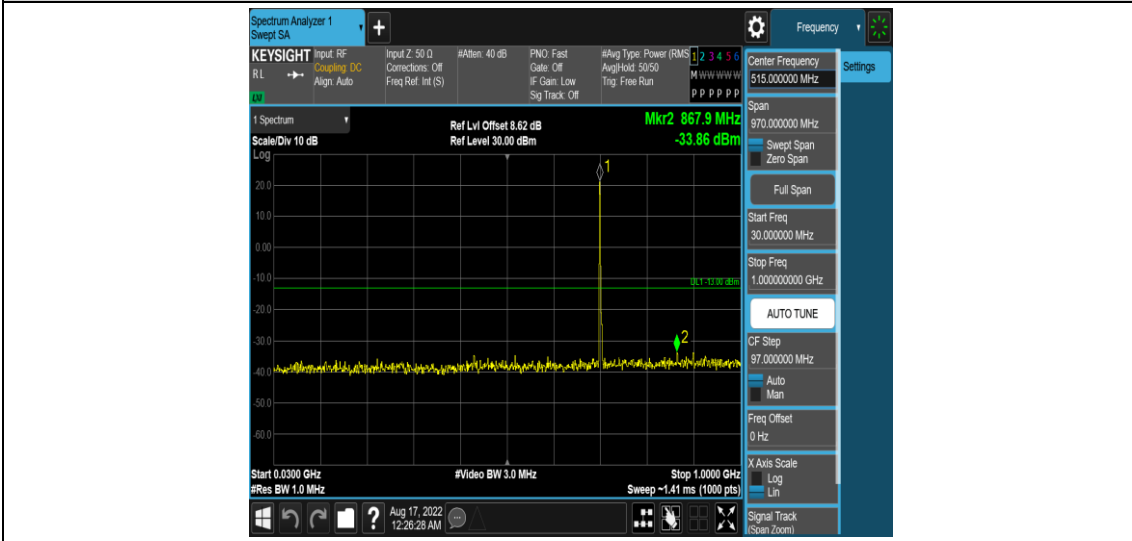 Spectrum Analyzer 1
Swept SA
+
Frequency
KEYSIGHT
RL
LXI
Input: RF
Coupling: DC
Align: Auto
Input Z: 50 Ω
Corrections: Off
Freq Ref: Int (S)
#Atten: 40 dB
PNO: Fast
Gate: Off
IF Gain: Low
Sig Track: Off
#Avg Type: Power (RMS
Avg|Hold: 50/50
Trig: Free Run
1 2 3 4 5 6
M W W W W W
P P P P P P
1 Spectrum
Scale/Div 10 dB
Log
Ref Lvl Offset 8.62 dB
Ref Level 30.00 dBm
Mkr2 867.9 MHz
-33.86 dBm
20.0
10.0
0.00
-10.0
-20.0
-30.0
-40.0
-50.0
-60.0
1
DL1 -13.00 dBm
2
Start 0.0300 GHz
#Res BW 1.0 MHz
#Video BW 3.0 MHz
Stop 1.0000 GHz
Sweep ~1.41 ms (1000 pts)
?
Aug 17, 2022
12:26:28 AM
Center Frequency
515.000000 MHz
Span
970.000000 MHz
Swept Span
Zero Span
Full Span
Start Freq
30.000000 MHz
Stop Freq
1.000000000 GHz
AUTO TUNE
CF Step
97.000000 MHz
Auto
Man
Freq Offset
0 Hz
X Axis Scale
Log
Lin
Signal Track
(Span Zoom)
Settings